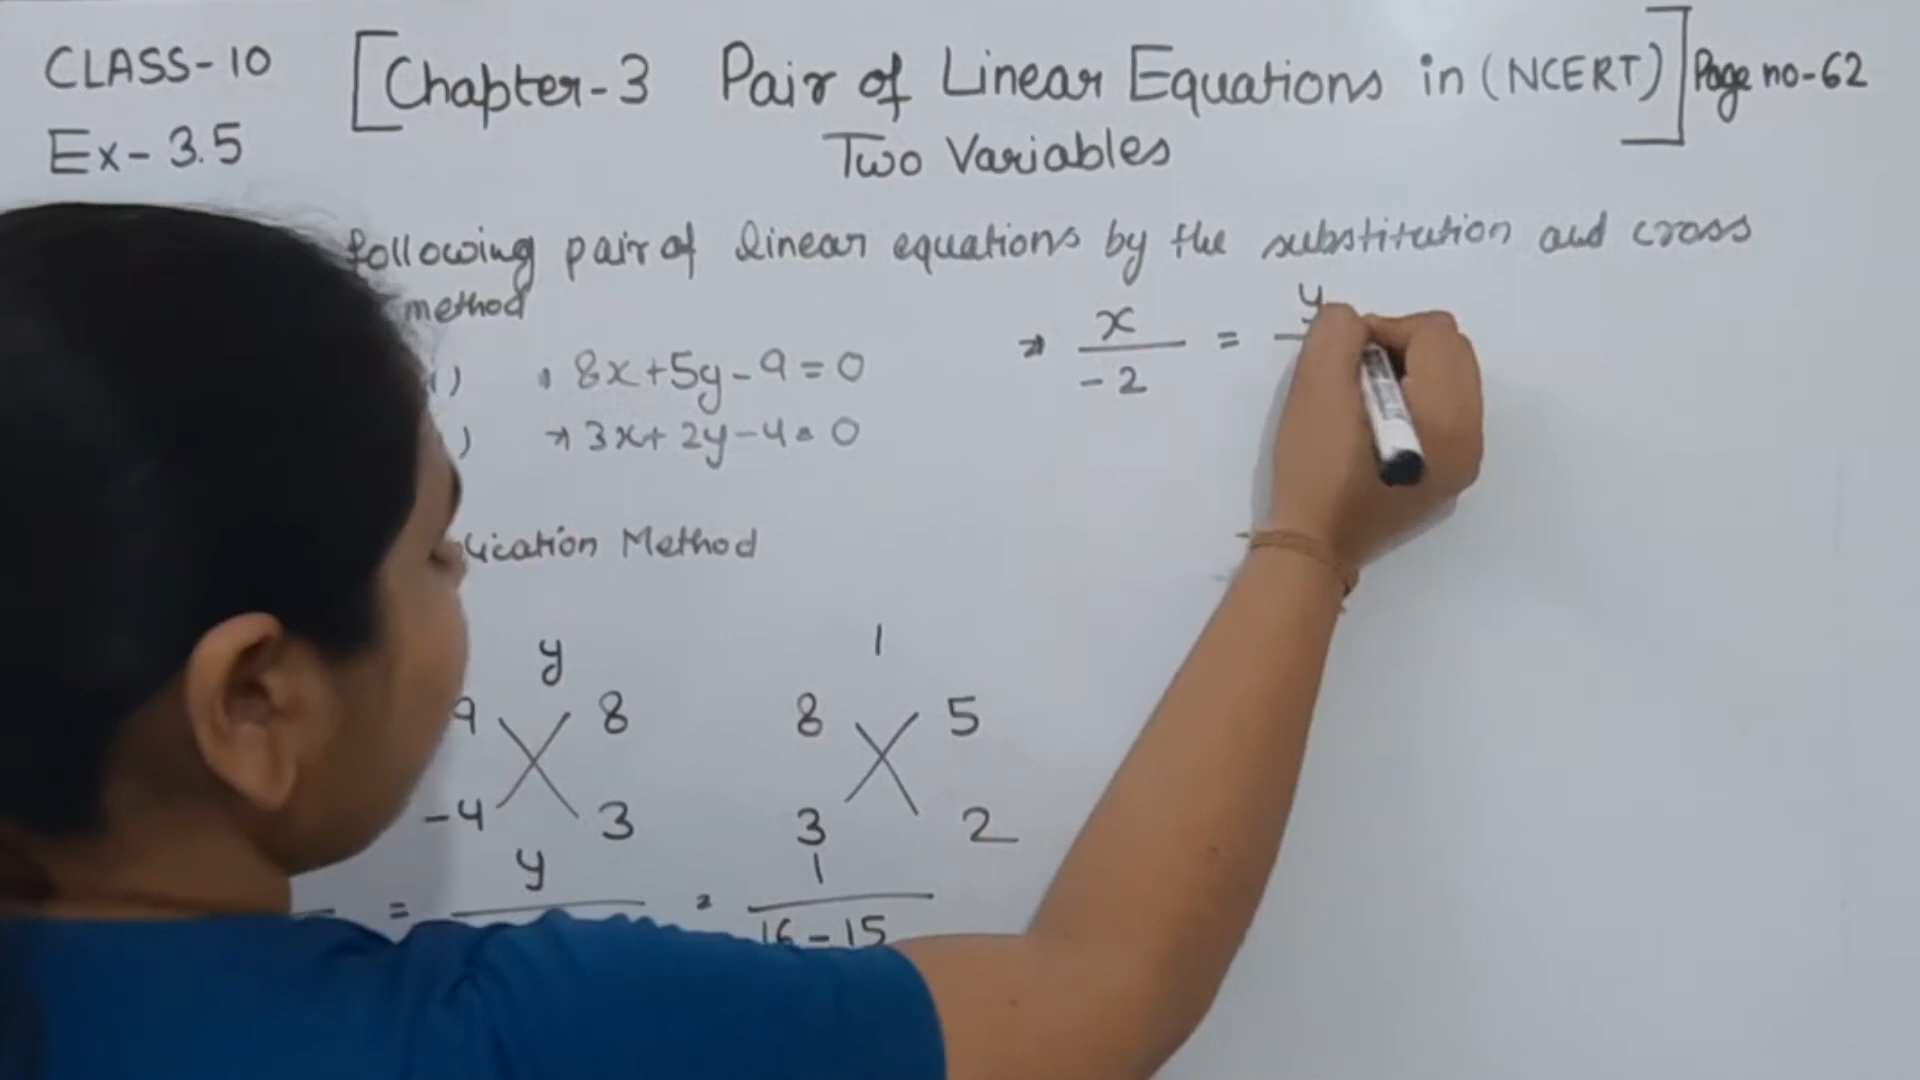 CLASS-10
Ex- 3.5
[Chapter-3 Pair of Linear Equations in (NCERT)] Page no-62
Two Variables
following pair of linear equations by the substitution and cross
method
) 8x+5y-9=0
) → 3x+2y-4=0
→ x/-2 = y
lication Method
y 1
9 8 8 5
-4 3 3 2
= y = 1/16-15